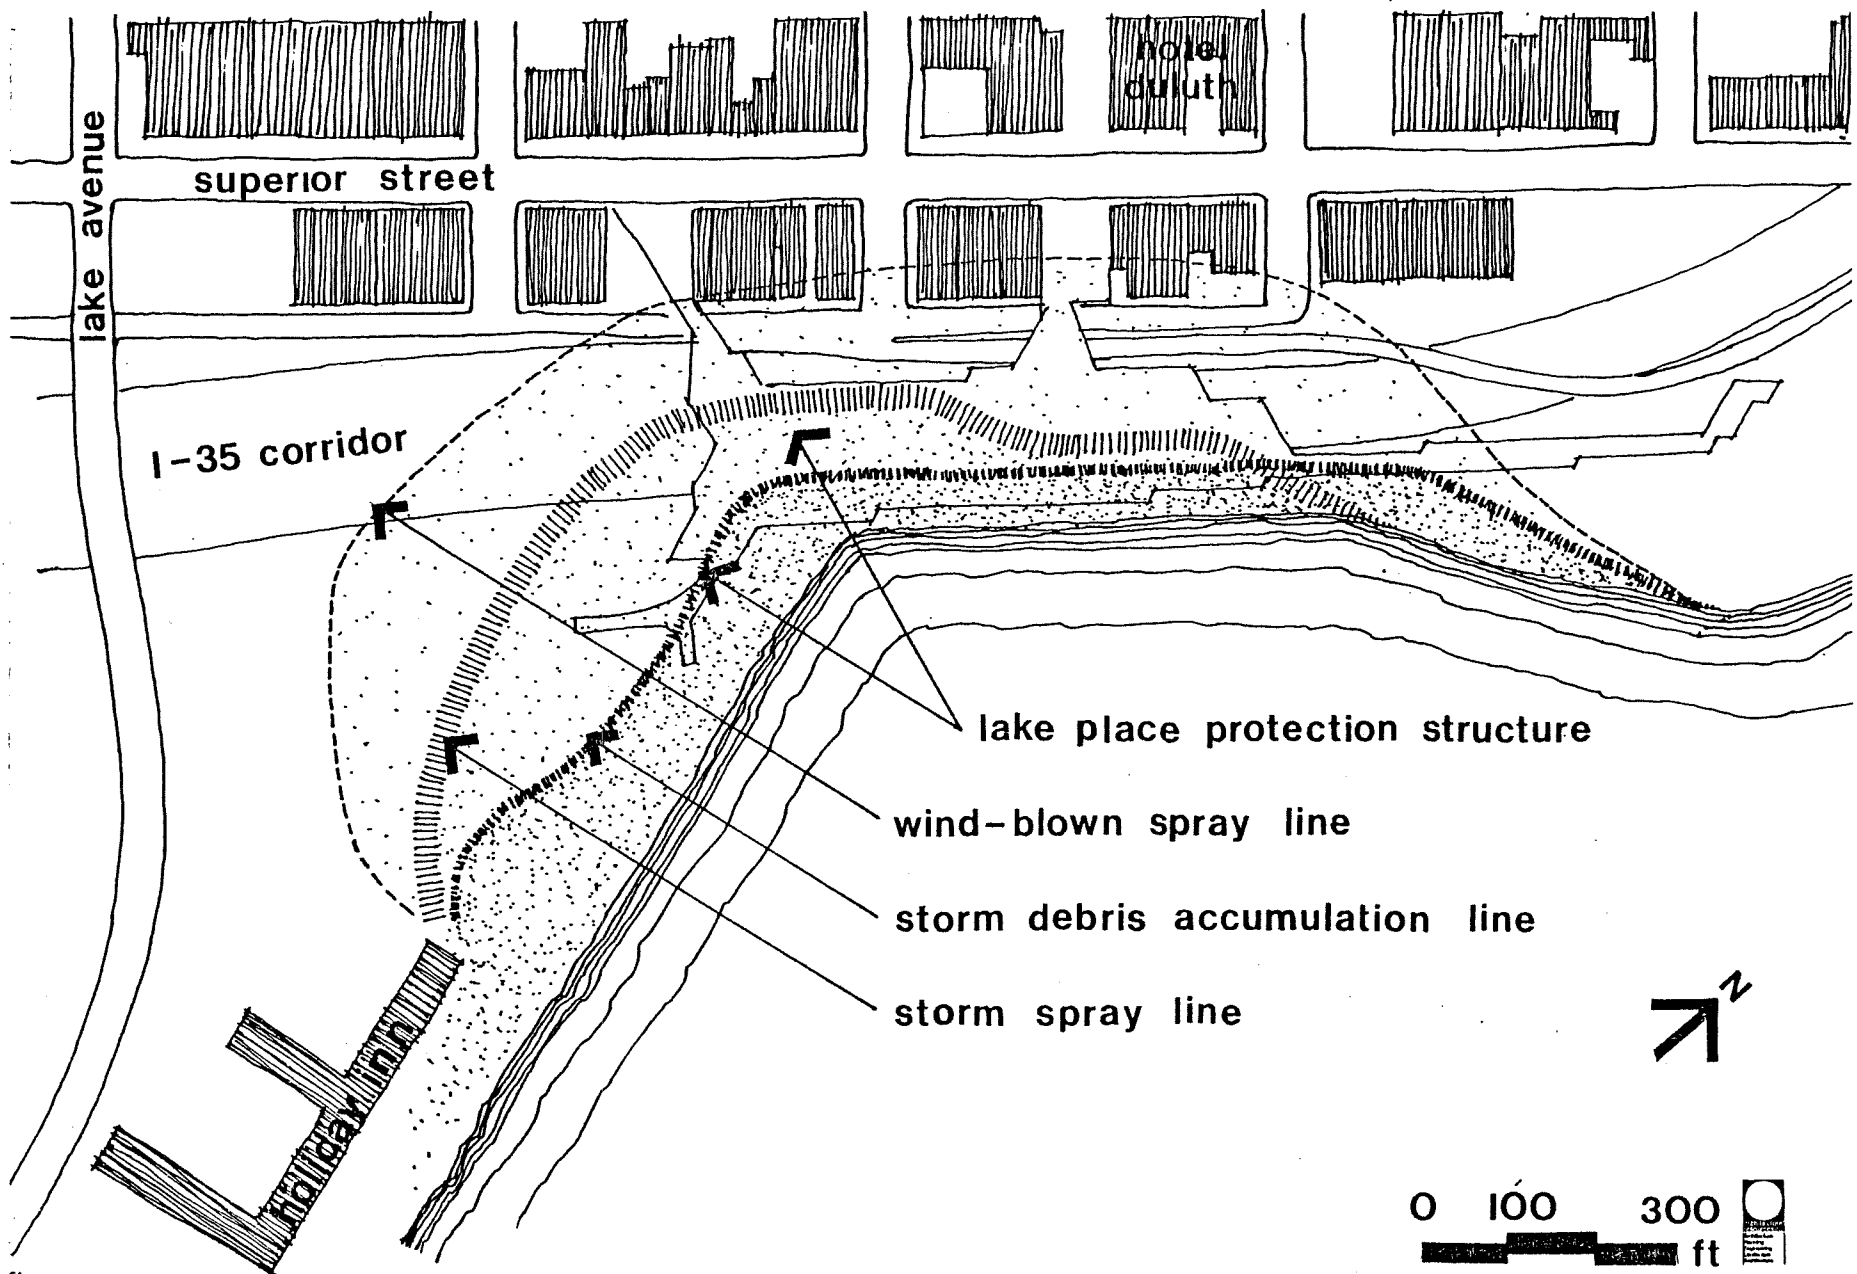 hotel
duluth
lake avenue
superior street
I-35 corridor
lake place protection structure
wind-blown spray line
storm debris accumulation line
storm spray line
holiday inn
N
0 100 300
ft